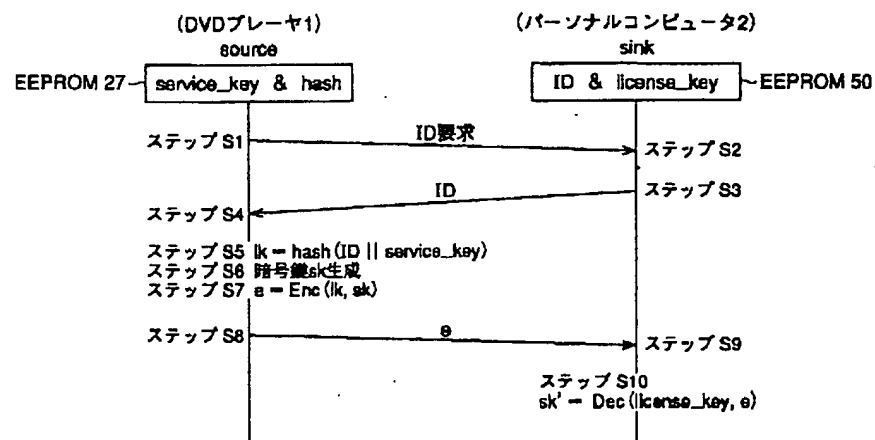 (DVDプレーヤ1)
source
(パーソナルコンピュータ2)
sink
EEPROM 27
service_key & hash
ID & license_key
EEPROM 50
ステップ S1
ID要求
ステップ S2
ID
ステップ S3
ステップ S4
ステップ S5 lk = hash (ID || service_key)
ステップ S6 暗号鍵sk生成
ステップ S7 e = Enc (lk, sk)
ステップ S8
e
ステップ S9
ステップ S10
sk' = Dec (license_key, e)